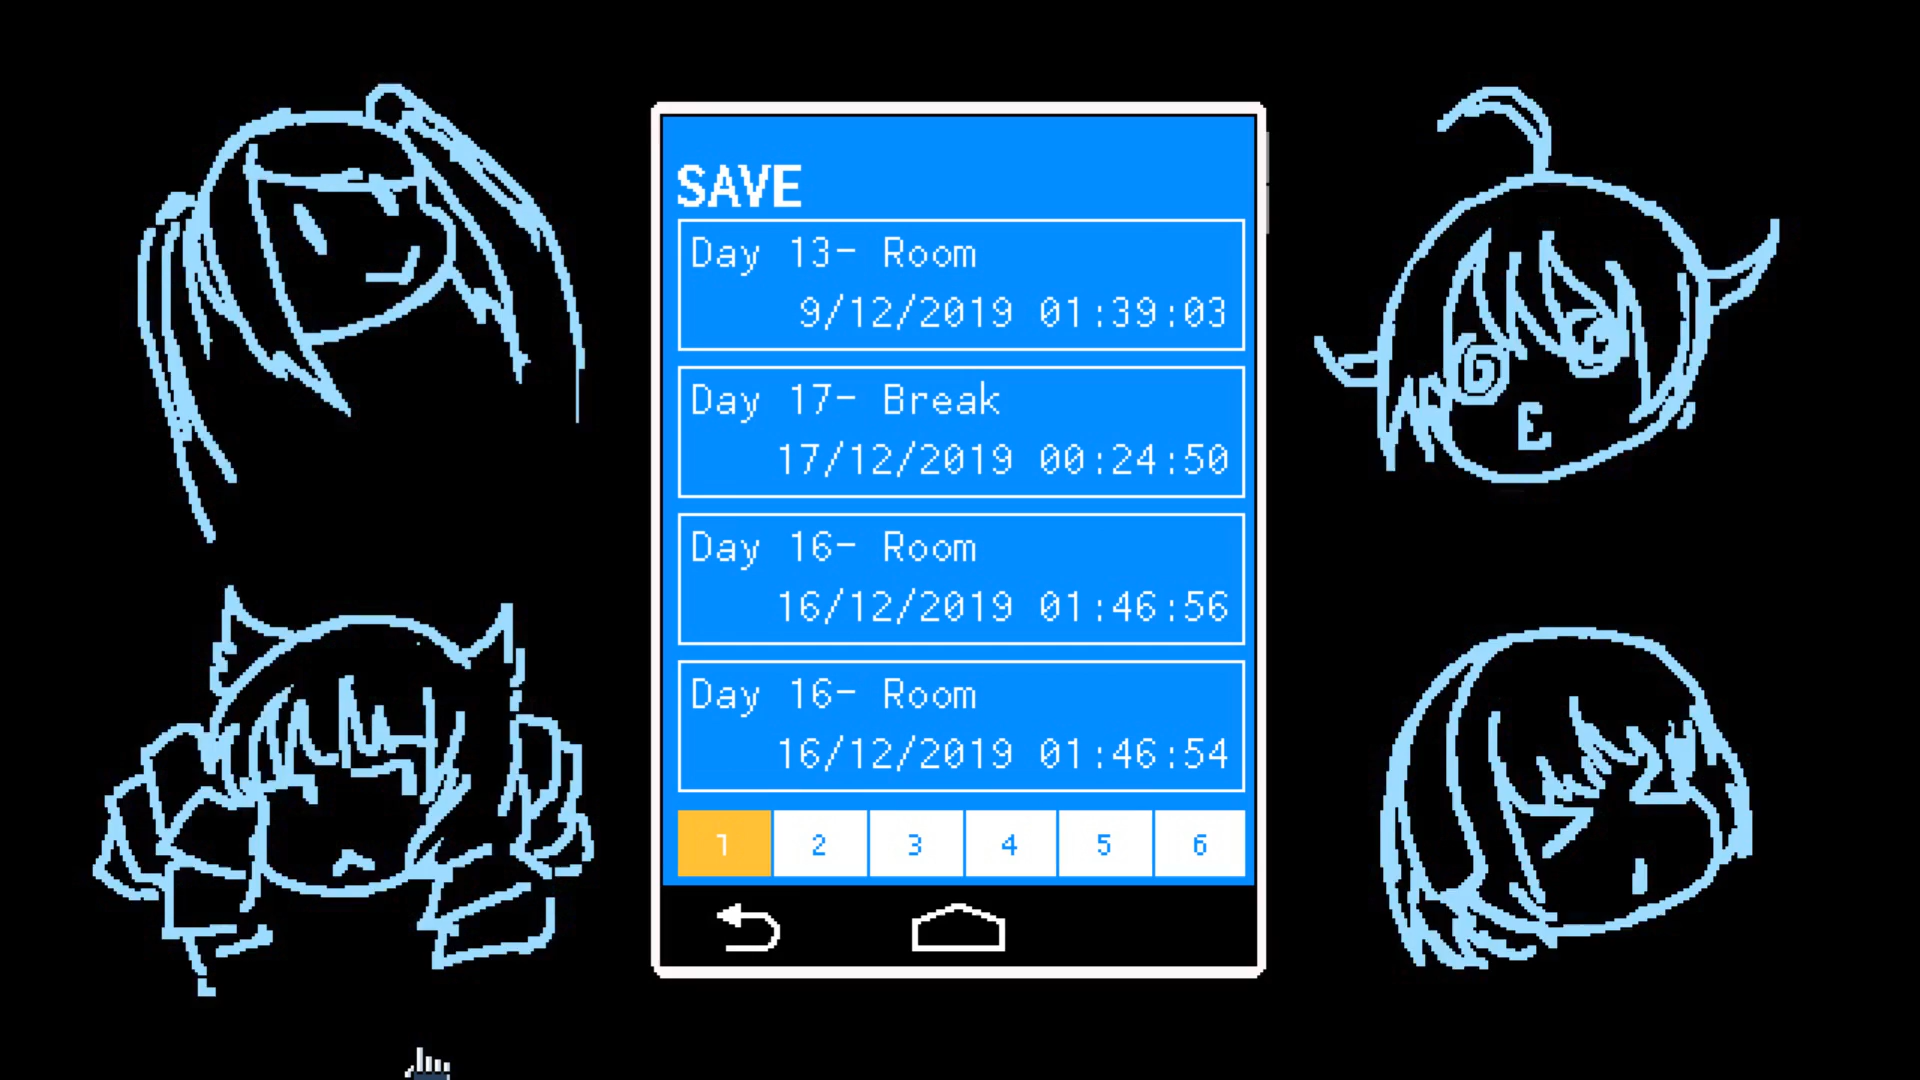 SAVE
Day 13- Room
9/12/2019 01:39:03
Day 17- Break
17/12/2019 00:24:50
Day 16- Room
16/12/2019 01:46:56
Day 16- Room
16/12/2019 01:46:54
1 2 3 4 5 6